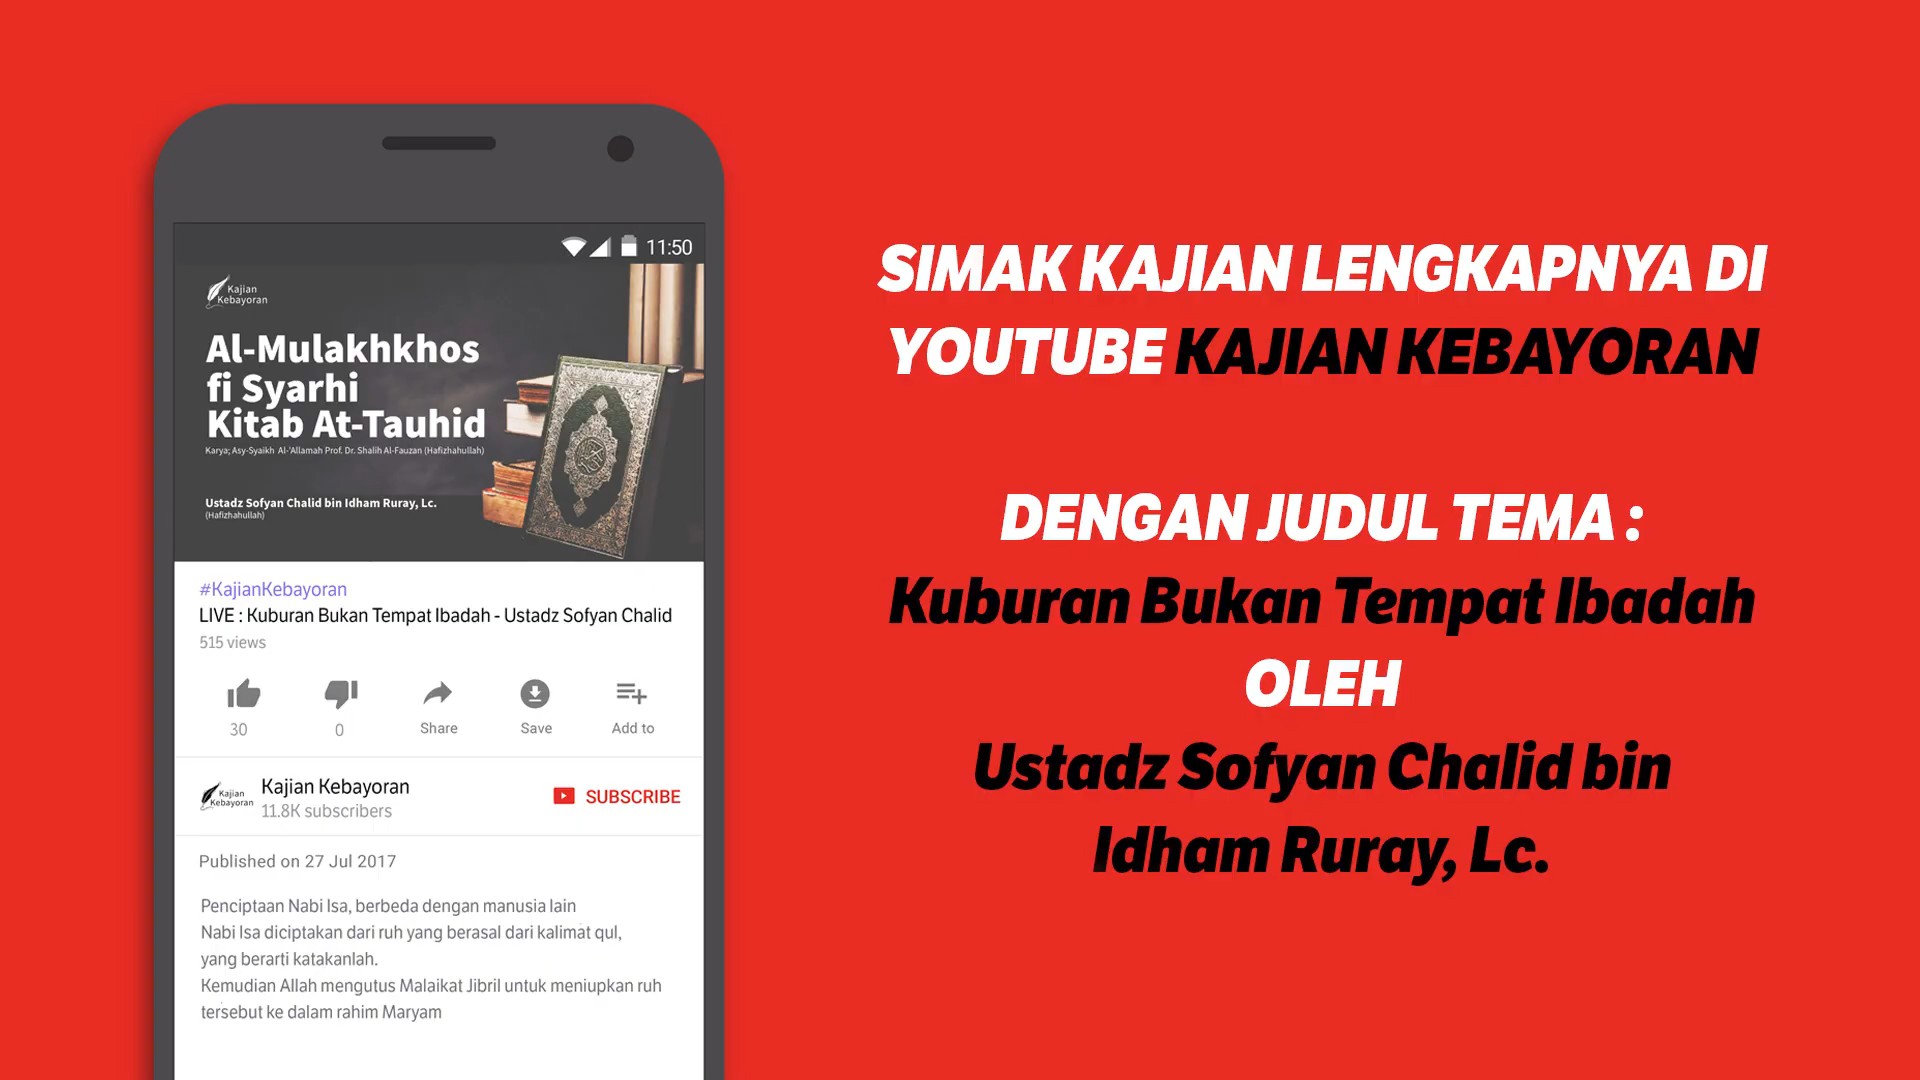 11:50
Kajian
Kebayoran
Al-Mulakhkhos
fi Syarhi
Kitab At-Tauhid
Karya; Asy-Syaikh Al-'Allamah Prof. Dr. Shalih Al-Fauzan (Hafizhahullah)
Ustadz Sofyan Chalid bin Idham Ruray, Lc.
(Hafizhahullah)
#KajianKebayoran
LIVE : Kuburan Bukan Tempat Ibadah - Ustadz Sofyan Chalid
515 views
30
0
Share
Save
Add to
Kajian
Kebayoran
Kajian Kebayoran
11.8K subscribers
SUBSCRIBE
Published on 27 Jul 2017
Penciptaan Nabi Isa, berbeda dengan manusia lain
Nabi Isa diciptakan dari ruh yang berasal dari kalimat qul,
yang berarti katakanlah.
Kemudian Allah mengutus Malaikat Jibril untuk meniupkan ruh
tersebut ke dalam rahim Maryam
SIMAK KAJIAN LENGKAPNYA DI
YOUTUBE KAJIAN KEBAYORAN
DENGAN JUDUL TEMA :
Kuburan Bukan Tempat Ibadah
OLEH
Ustadz Sofyan Chalid bin
Idham Ruray, Lc.